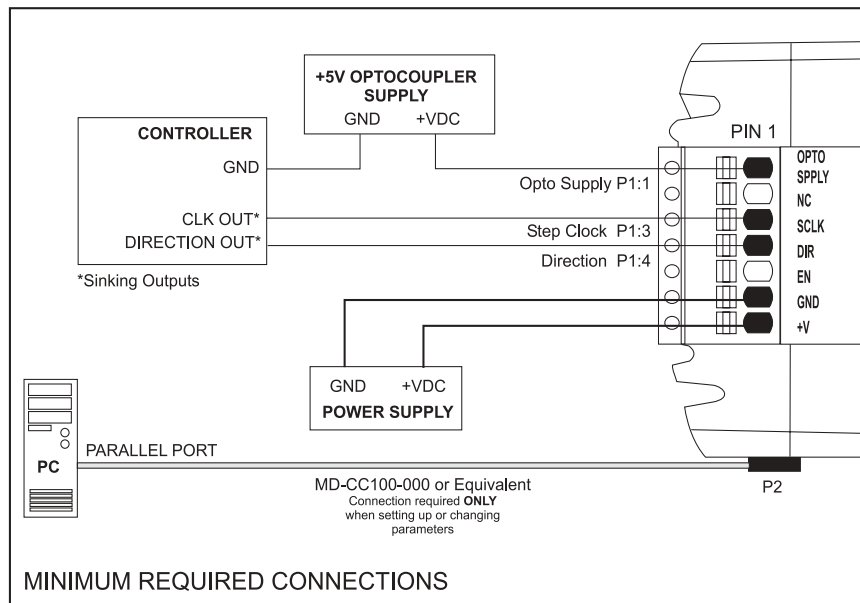 +5V OPTOCOUPLER
SUPPLY
GND +VDC
CONTROLLER
GND
CLK OUT*
DIRECTION OUT*
*Sinking Outputs
PIN 1
Opto Supply P1:1
Step Clock P1:3
Direction P1:4
OPTO
SPPLY
NC
SCLK
DIR
EN
GND
+V
GND +VDC
POWER SUPPLY
PC
PARALLEL PORT
MD-CC100-000 or Equivalent
Connection required ONLY
when setting up or changing
parameters
P2
MINIMUM REQUIRED CONNECTIONS